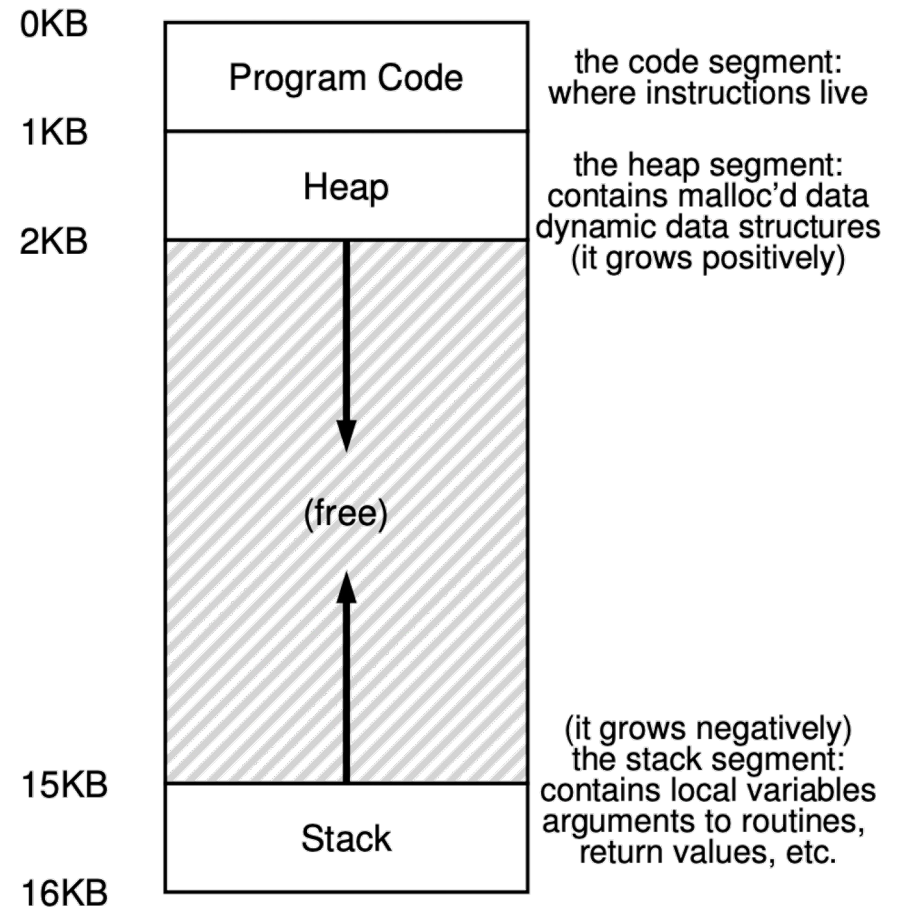 0KB
Program Code
the code segment:
where instructions live
1KB
Heap
the heap segment:
contains malloc’d data
dynamic data structures
(it grows positively)
2KB
(free)
(it grows negatively)
the stack segment:
contains local variables
arguments to routines,
return values, etc.
15KB
Stack
16KB